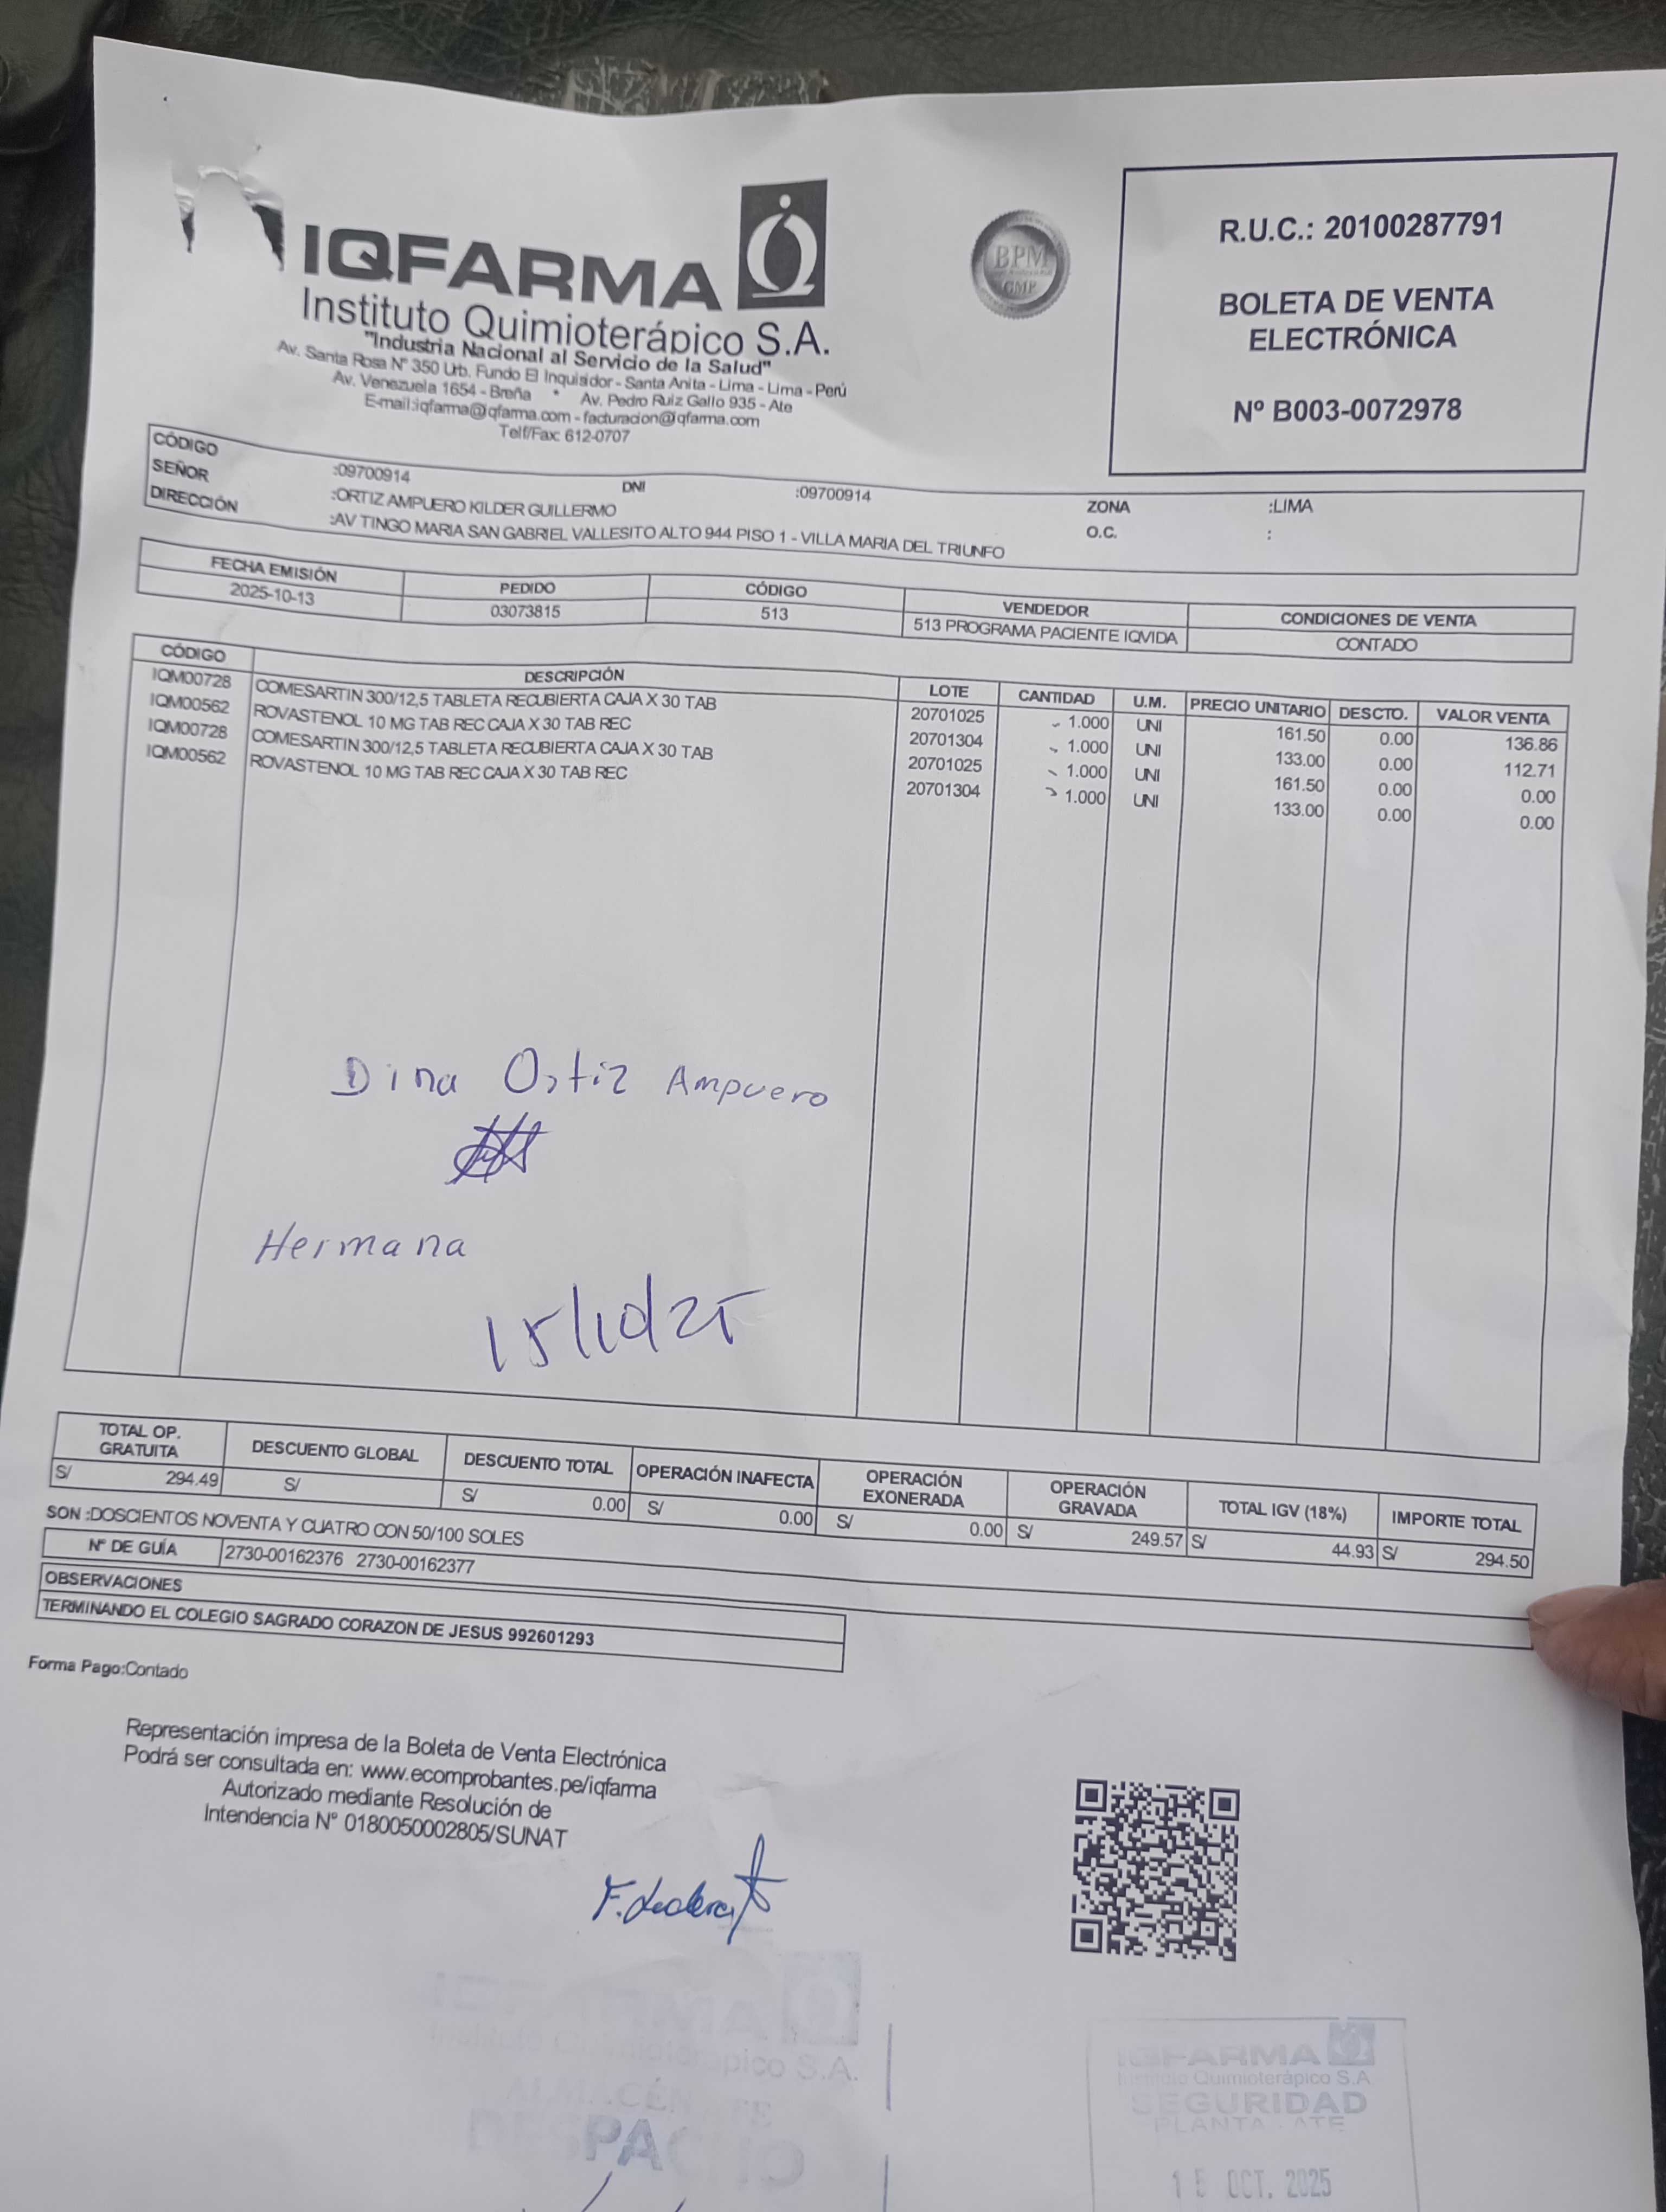 IQFARMA
Instituto Quimioterápico S.A.
"Industria Nacional al Servicio de la Salud"
Av. Santa Rosa N° 350 Urb. Fundo El Inquisidor - Santa Anita - Lima - Lima - Perú
Av. Venezuela 1654 - Breña * Av. Pedro Ruiz Gallo 935 - Ate
E-mail:iqfarma@iqfarma.com - facturacion@iqfarma.com
Telf/Fax: 612-0707
BPM
GMP
R.U.C.: 20100287791
BOLETA DE VENTA
ELECTRÓNICA
Nº B003-0072978
CÓDIGO :09700914 DNI :09700914 ZONA :LIMA
SEÑOR :ORTIZ AMPUERO KILDER GUILLERMO O.C. :
DIRECCIÓN :AV TINGO MARIA SAN GABRIEL VALLESITO ALTO 944 PISO 1 - VILLA MARIA DEL TRIUNFO
FECHA EMISIÓN PEDIDO CÓDIGO VENDEDOR CONDICIONES DE VENTA
2025-10-13 03073815 513 513 PROGRAMA PACIENTE IQVIDA CONTADO
CÓDIGO DESCRIPCIÓN LOTE CANTIDAD U.M. PRECIO UNITARIO DESCTO. VALOR VENTA
IQM00728 COMESARTIN 300/12,5 TABLETA RECUBIERTA CAJA X 30 TAB 20701025 1.000 UNI 161.50 0.00 136.86
IQM00562 ROVASTENOL 10 MG TAB REC CAJA X 30 TAB REC 20701304 1.000 UNI 133.00 0.00 112.71
IQM00728 COMESARTIN 300/12,5 TABLETA RECUBIERTA CAJA X 30 TAB 20701025 1.000 UNI 161.50 0.00 0.00
IQM00562 ROVASTENOL 10 MG TAB REC CAJA X 30 TAB REC 20701304 1.000 UNI 133.00 0.00 0.00
Dina Ortiz Ampuero
Hermana
15/10/25
TOTAL OP. GRATUITA DESCUENTO GLOBAL DESCUENTO TOTAL OPERACIÓN INAFECTA OPERACIÓN EXONERADA OPERACIÓN GRAVADA TOTAL IGV (18%) IMPORTE TOTAL
S/ 294.49 S/ S/ 0.00 S/ 0.00 S/ 0.00 S/ 249.57 S/ 44.93 S/ 294.50
SON :DOSCIENTOS NOVENTA Y CUATRO CON 50/100 SOLES
N° DE GUÍA 2730-00162376 2730-00162377
OBSERVACIONES
TERMINANDO EL COLEGIO SAGRADO CORAZON DE JESUS 992601293
Forma Pago:Contado
Representación impresa de la Boleta de Venta Electrónica
Podrá ser consultada en: www.ecomprobantes.pe/iqfarma
Autorizado mediante Resolución de
Intendencia N° 0180050002805/SUNAT
Instituto Quimioterápico S.A.
ALMACÉN ATE
DESPACHO
IQFARMA
Instituto Quimioterápico S.A.
SEGURIDAD
PLANTA - ATE
15 OCT. 2025